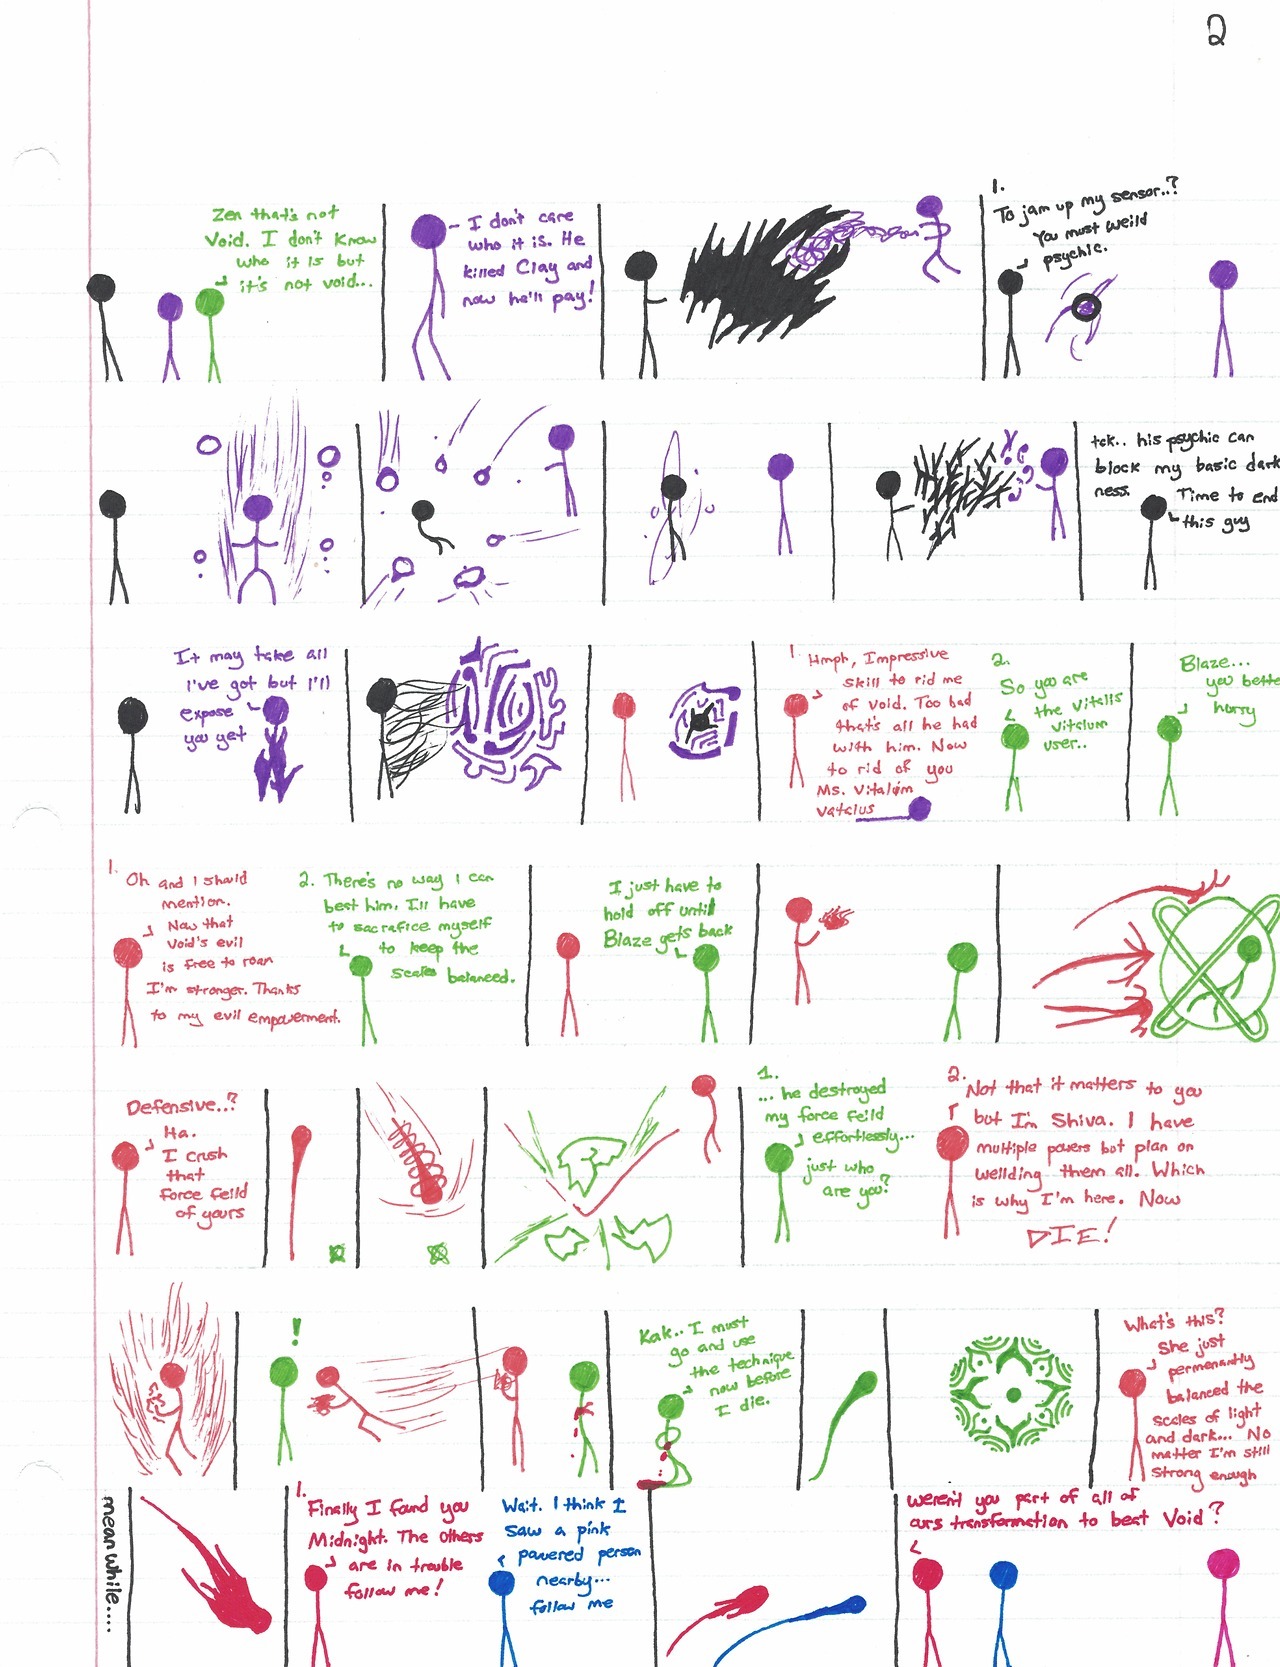 2
Zen that's not
Void. I don't know
who it is but
it's not void...
I don't care
who it is. He
killed Clay and
now he'll pay!
1.
To jam up my sensor..?
You must weild
psychic.
tck.. his psychic can
block my basic dark
ness.
Time to end
this guy
It may take all
I've got but I'll
expose
you yet
1.
Hmph, Impressive
skill to rid me
of Void. Too bad
that's all he had
with him. Now
to rid of you
Ms. Vitalum
Vatalus
2.
So you are
the Vitalis
Vitalum
user..
Blaze...
you better
hurry
1.
Oh and I should
mention.
Now that
Void's evil
is free to roam
I'm stronger. Thanks
to my evil empowerment.
2. There's no way I can
best him. I'll have
to sacrafice myself
to keep the
scales balanced.
I just have to
hold off until
Blaze gets back
Defensive..?
Ha.
I crush
that
force feild
of yours
1.
... he destroyed
my force feild
effortlessly...
just who
are you?
2.
Not that it matters to you
but I'm Shiva. I have
multiple powers but plan on
weilding them all. Which
is why I'm here. Now
DIE!
!
Kak.. I must
go and use
the technique
now before
I die.
What's this?
She just
permenantly
balanced the
scales of light
and dark... No
matter I'm still
strong enough
meanwhile....
1.
Finally I found you
Midnight. The others
are in trouble
follow me!
Wait. I think I
saw a pink
powered person
nearby...
follow me
weren't you part of all of
ours transformation to beat Void?